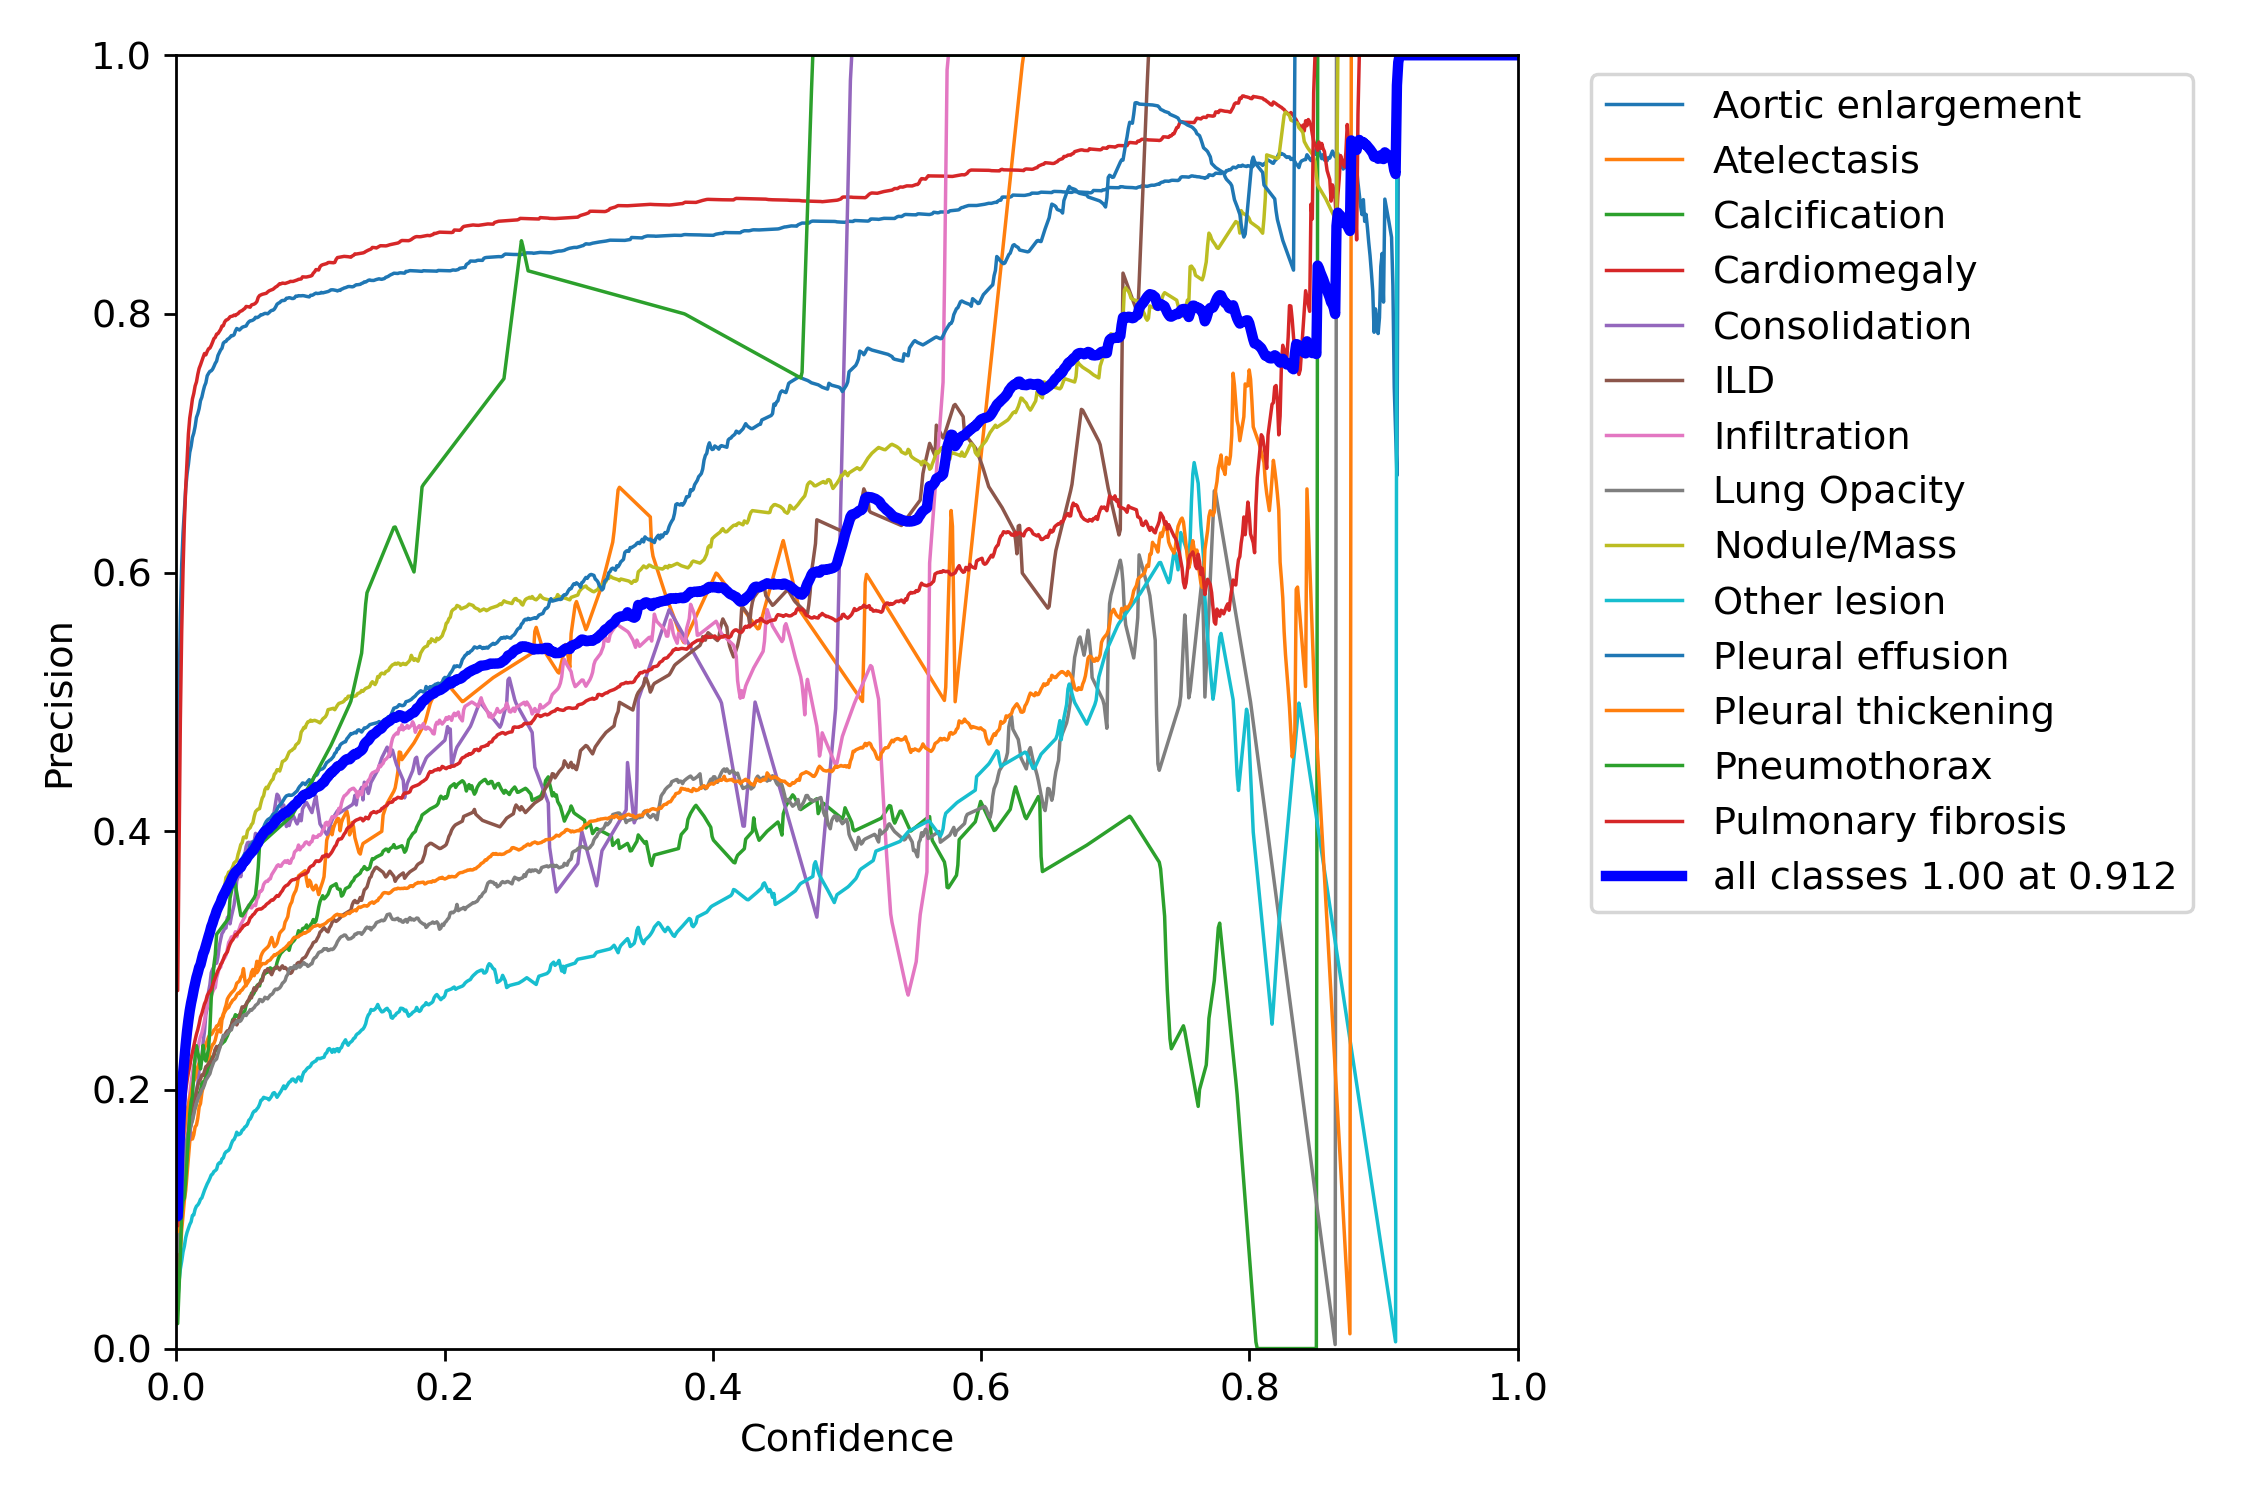 1.0
0.8
0.6
0.4
0.2
0.0
Precision
0.0 0.2 0.4 0.6 0.8 1.0
Confidence
Aortic enlargement
Atelectasis
Calcification
Cardiomegaly
Consolidation
ILD
Infiltration
Lung Opacity
Nodule/Mass
Other lesion
Pleural effusion
Pleural thickening
Pneumothorax
Pulmonary fibrosis
all classes 1.00 at 0.912